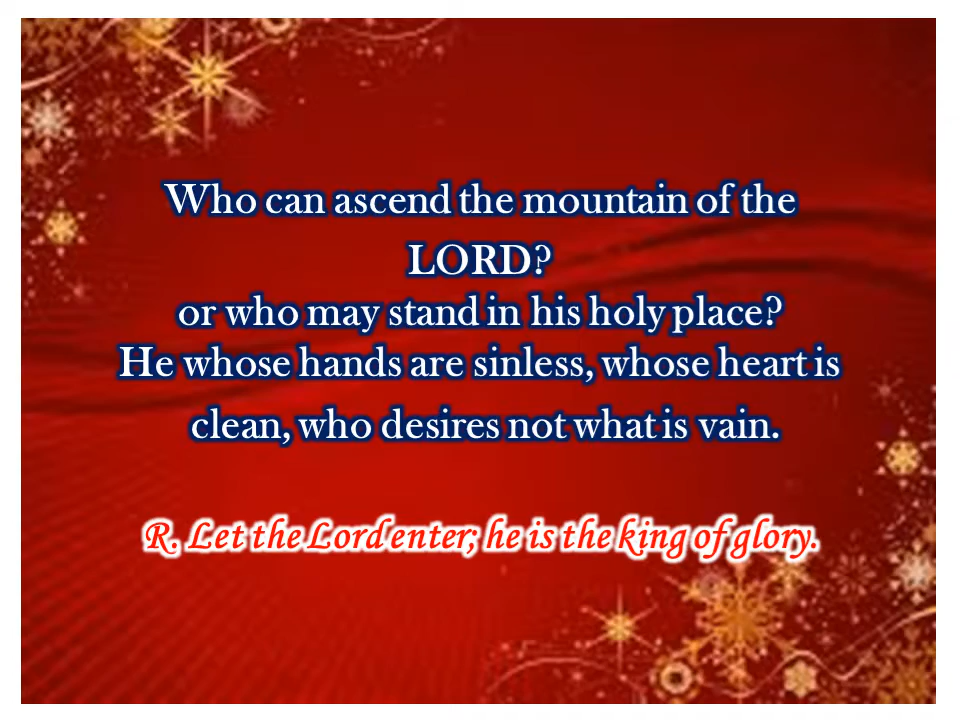 Who can ascend the mountain of the
LORD?
or who may stand in his holy place?
He whose hands are sinless, whose heart is
clean, who desires not what is vain.
R. Let the Lord enter; he is the king of glory.